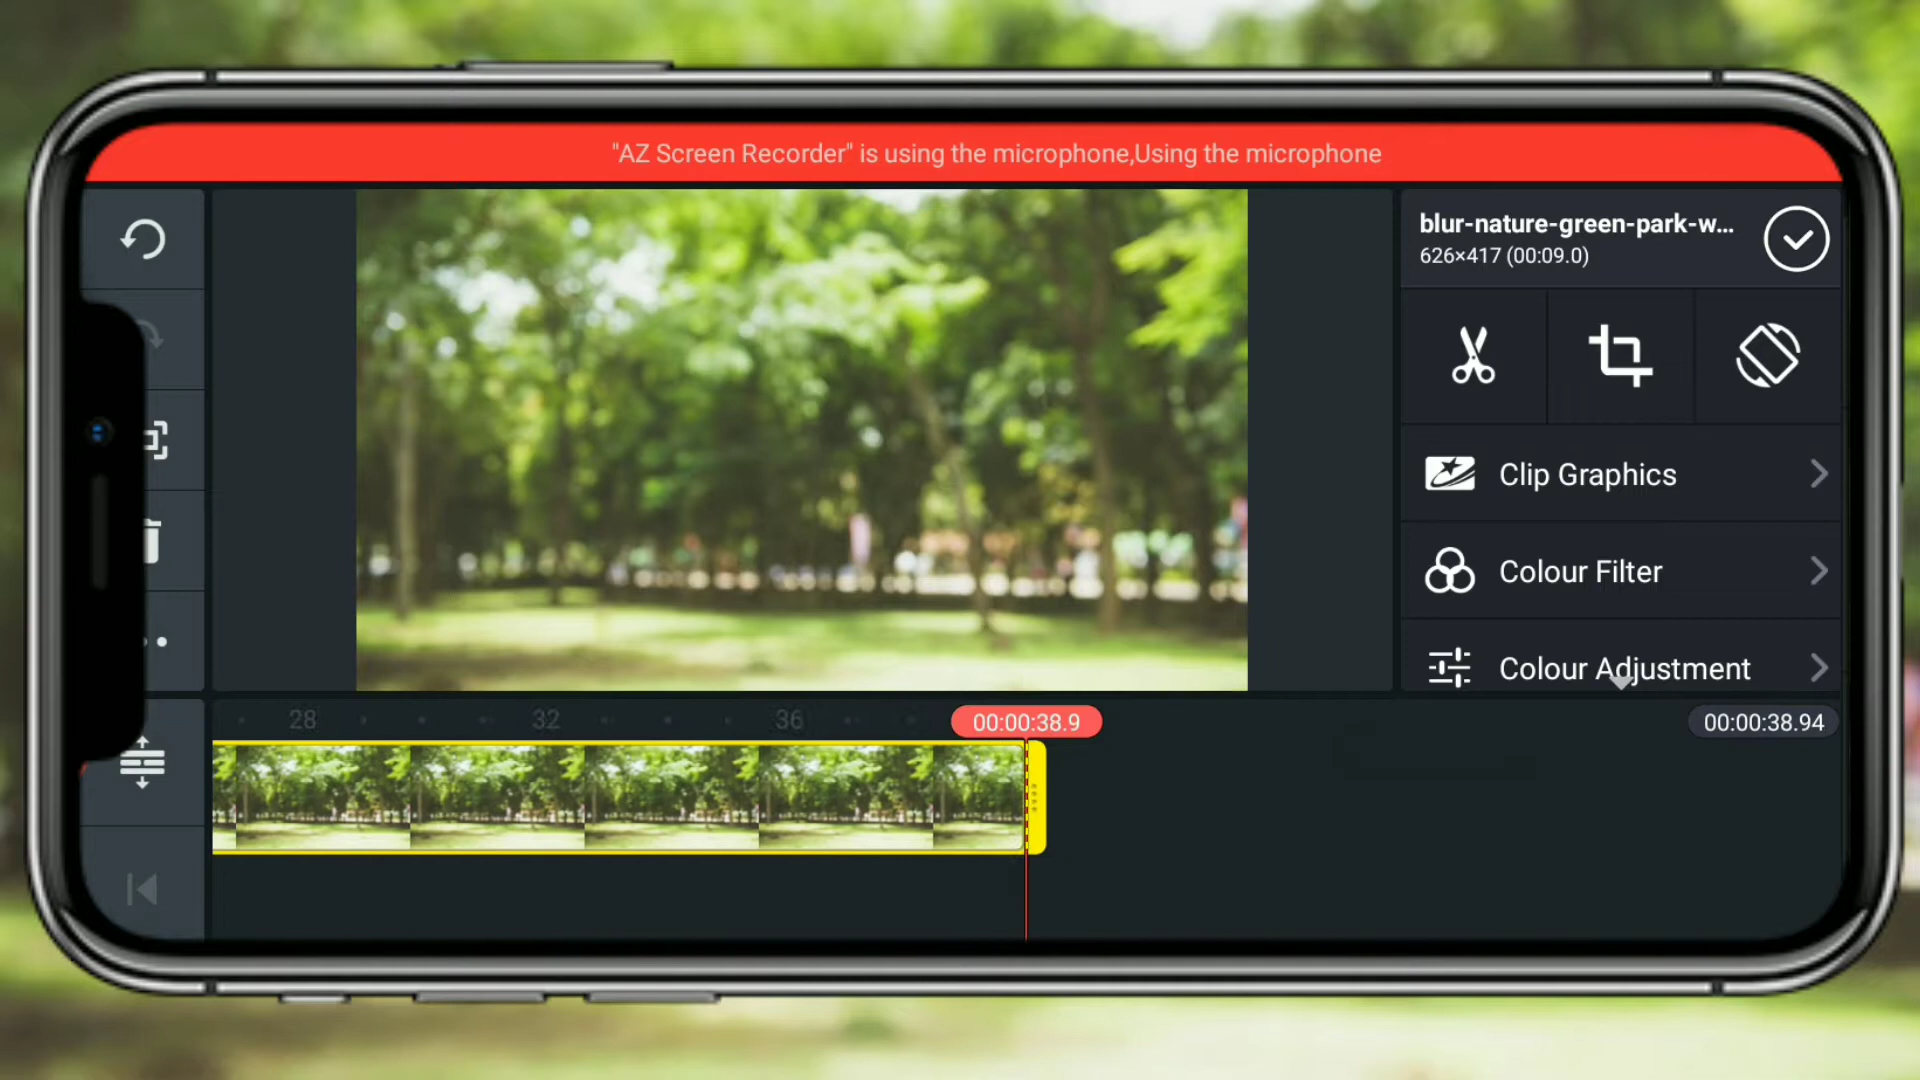 "AZ Screen Recorder" is using the microphone,Using the microphone
blur-nature-green-park-w...
626×417 (00:09.0)
Clip Graphics
Colour Filter
Colour Adjustment
28 32 36 00:00:38.9 00:00:38.94